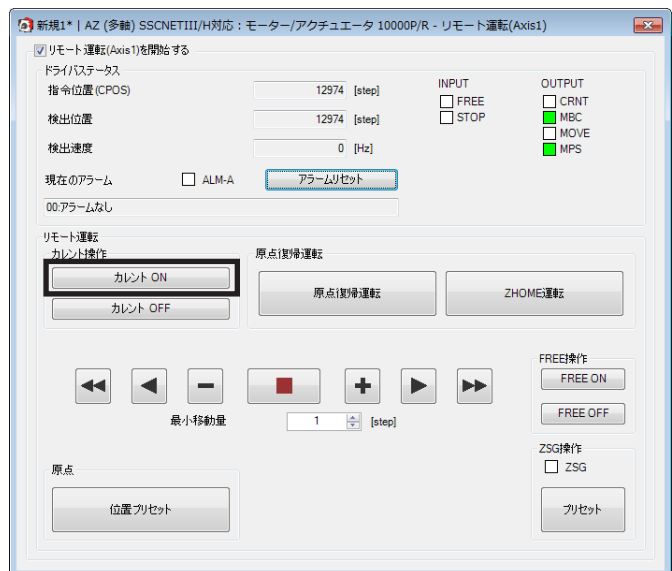 新規1* | AZ (多軸) SSCNETIII/H対応：モーター/アクチュエータ 10000P/R - リモート運転(Axis1)
リモート運転(Axis1)を開始する
ドライバステータス
指令位置(CPOS) 12974 [step]
検出位置 12974 [step]
検出速度 0 [Hz]
INPUT
FREE
STOP
OUTPUT
CRNT
MBC
MOVE
MPS
現在のアラーム ALM-A アラームリセット
00:アラームなし
リモート運転
カレント操作
カレント ON
カレント OFF
原点復帰運転
原点復帰運転 ZHOME運転
最小移動量 1 [step]
FREE操作
FREE ON
FREE OFF
ZSG操作
ZSG
プリセット
原点
位置プリセット